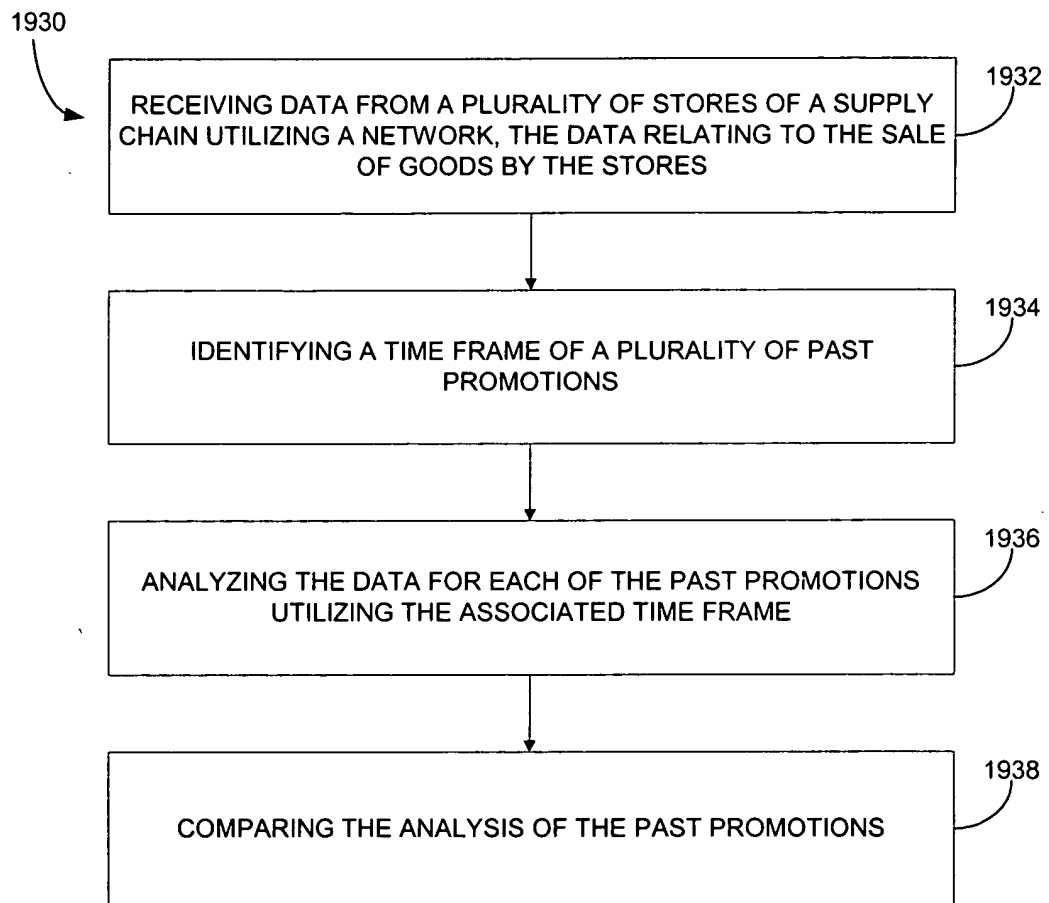 1930
1932
RECEIVING DATA FROM A PLURALITY OF STORES OF A SUPPLY
CHAIN UTILIZING A NETWORK, THE DATA RELATING TO THE SALE
OF GOODS BY THE STORES
1934
IDENTIFYING A TIME FRAME OF A PLURALITY OF PAST
PROMOTIONS
1936
ANALYZING THE DATA FOR EACH OF THE PAST PROMOTIONS
UTILIZING THE ASSOCIATED TIME FRAME
1938
COMPARING THE ANALYSIS OF THE PAST PROMOTIONS